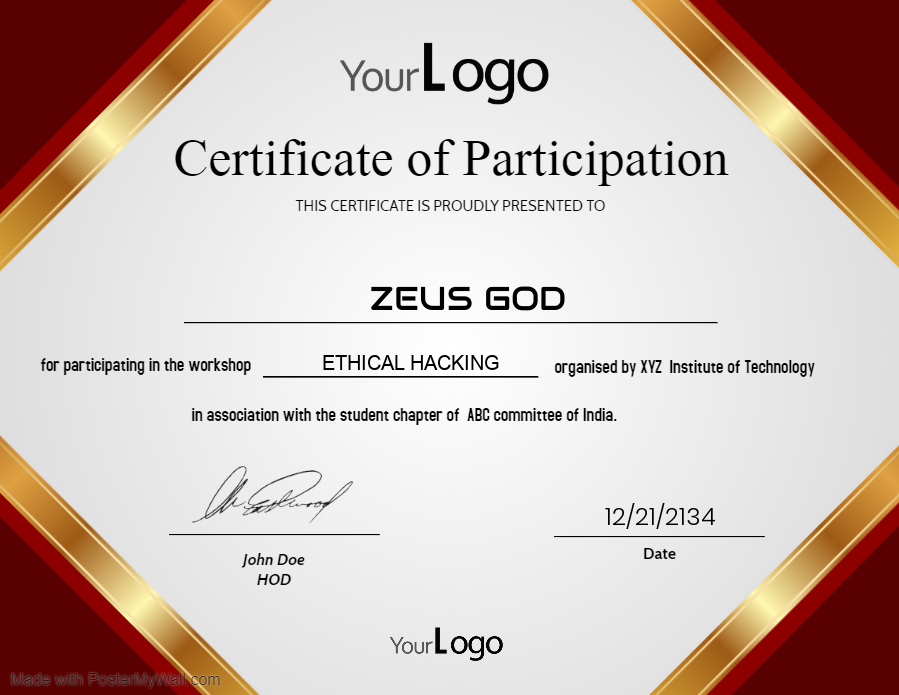 YourLogo
Certificate of Participation
THIS CERTIFICATE IS PROUDLY PRESENTED TO
ZEUS GOD
for participating in the workshop ETHICAL HACKING organised by XYZ Institute of Technology
in association with the student chapter of ABC committee of India.
12/21/2134
John Doe
HOD
Date
YourLogo
Made with PosterMyWall.com